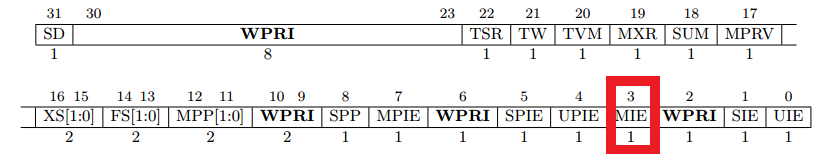 31 30 23 22 21 20 19 18 17
SD WPRI TSR TW TVM MXR SUM MPRV
1 8 1 1 1 1 1 1
16 15 14 13 12 11 10 9 8 7 6 5 4 3 2 1 0
XS[1:0] FS[1:0] MPP[1:0] WPRI SPP MPIE WPRI SPIE UPIE MIE WPRI SIE UIE
2 2 2 2 1 1 1 1 1 1 1 1 1